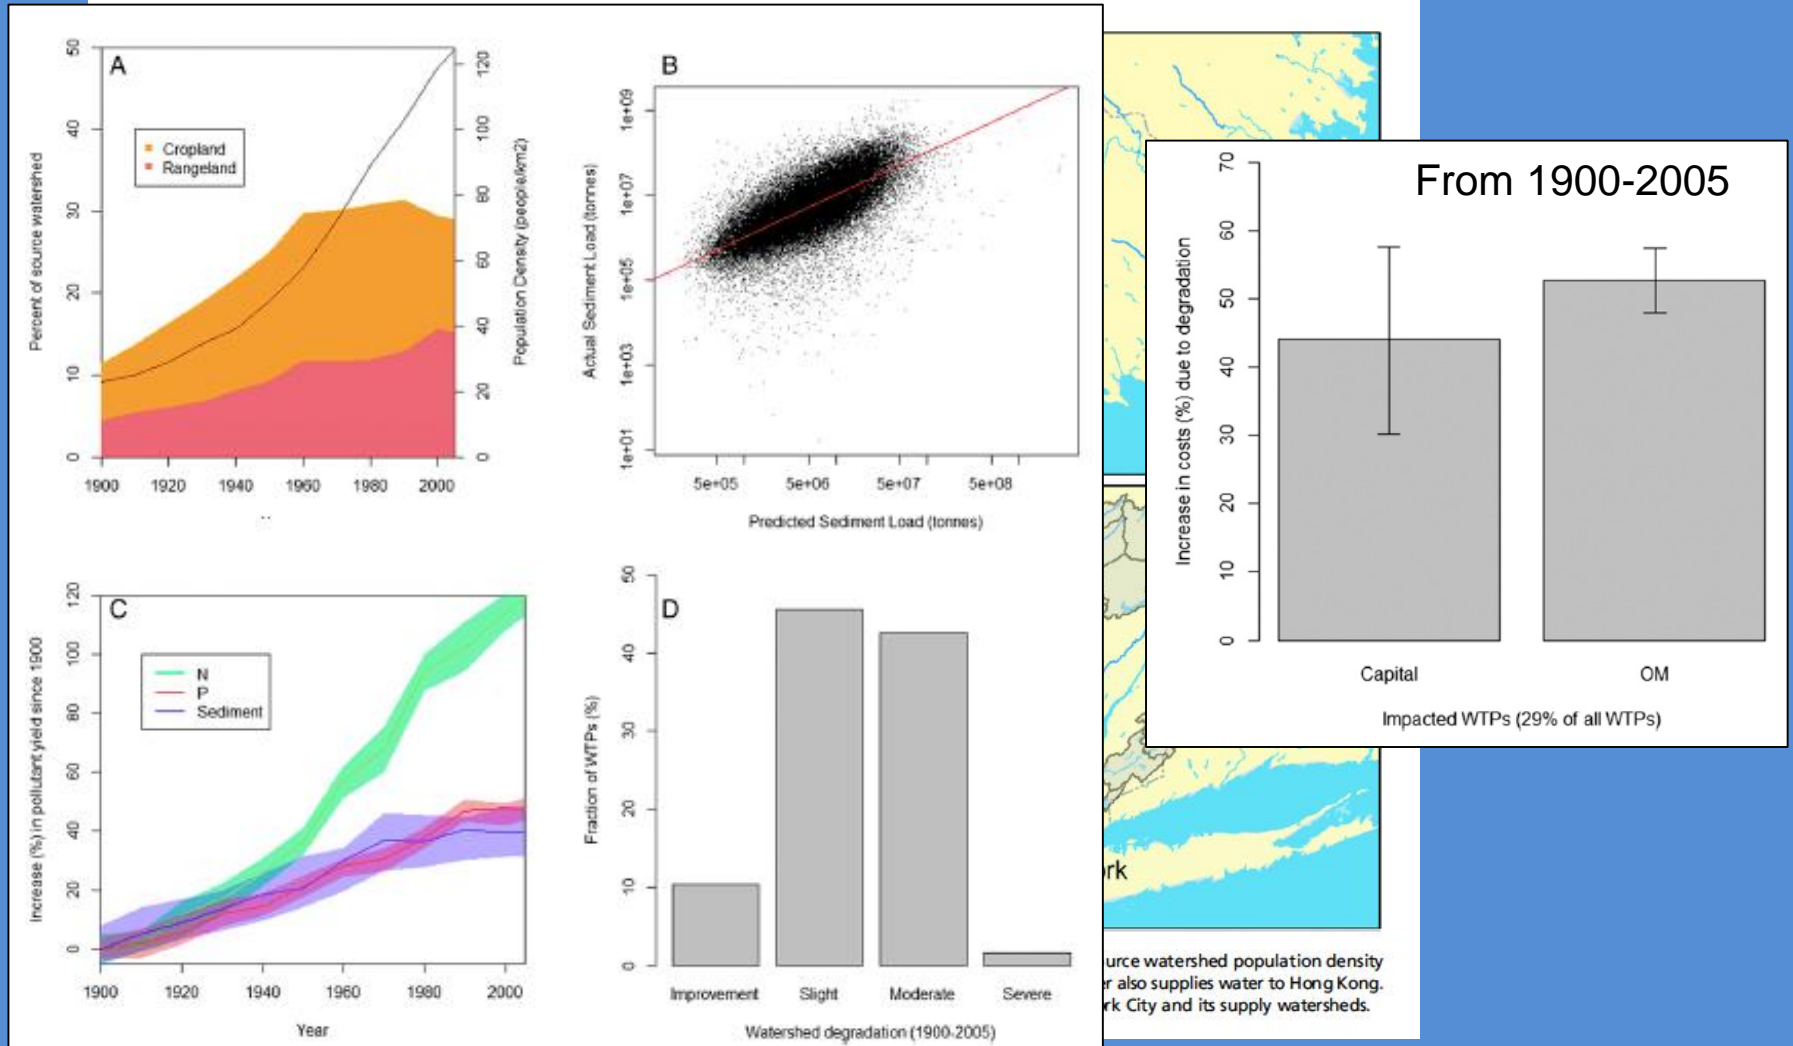 A
50
40
30
20
10
0
Percent of source watershed
Cropland
Rangeland
120
100
80
60
40
20
0
Population Density (people/km2)
1900 1920 1940 1960 1980 2000
B
1e+09
1e+07
1e+05
1e+03
1e+01
Actual Sediment Load (tonnes)
5e+05 5e+06 5e+07 5e+08
Predicted Sediment Load (tonnes)
C
120
100
80
60
40
20
0
Increase (%) in pollutant yield since 1900
N
P
Sediment
1900 1920 1940 1960 1980 2000
Year
D
50
40
30
20
10
0
Fraction of WTPs (%)
Improvement Slight Moderate Severe
Watershed degradation (1900-2005)
From 1900-2005
70
60
50
40
30
20
10
0
Increase in costs (%) due to degradation
Capital OM
Impacted WTPs (29% of all WTPs)
rk
urce watershed population density
er also supplies water to Hong Kong.
rk City and its supply watersheds.